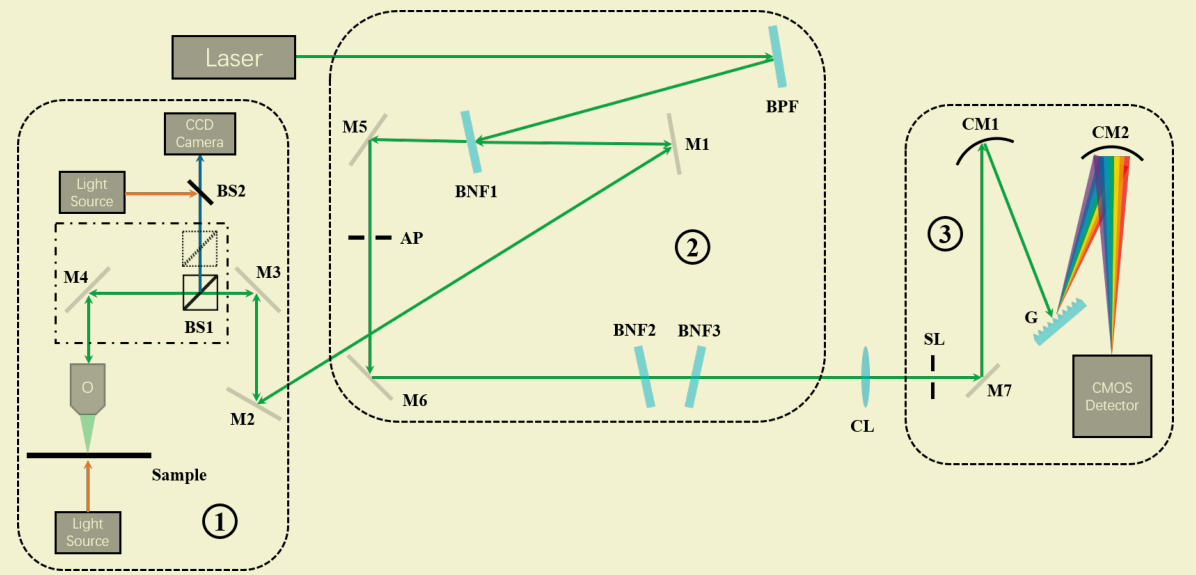 Laser
BPF
CCD
Camera
M5
M1
CM1
CM2
BS2
BNF1
Light
Source
AP
②
③
M4
M3
BS1
G
BNF2
BNF3
SL
O
M2
M6
CL
M7
CMOS
Detector
Sample
Light
Source
①